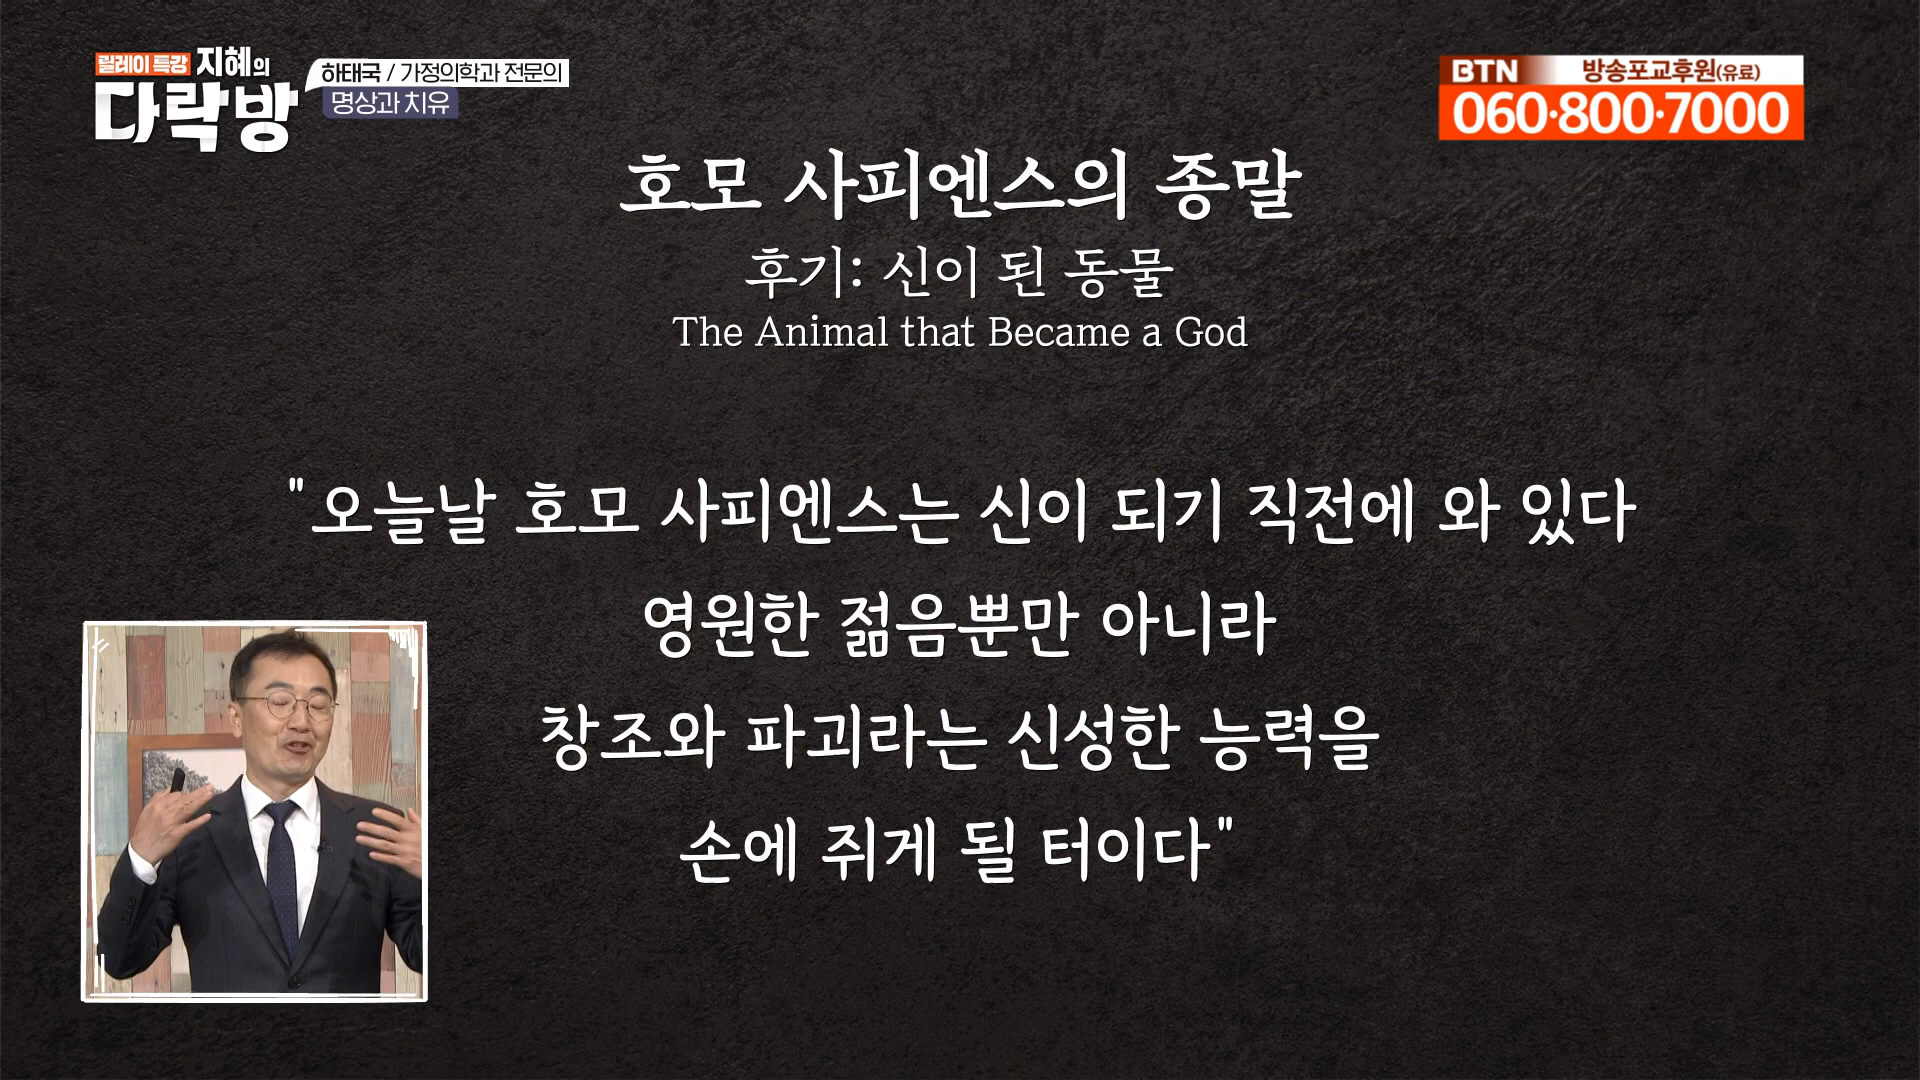 릴레이 특강 지혜의
다락방
하태국 / 가정의학과 전문의
명상과 치유
BTN 방송포교후원(유료)
060·800·7000
호모 사피엔스의 종말
후기: 신이 된 동물
The Animal that Became a God
"오늘날 호모 사피엔스는 신이 되기 직전에 와 있다
영원한 젊음뿐만 아니라
창조와 파괴라는 신성한 능력을
손에 쥐게 될 터이다"